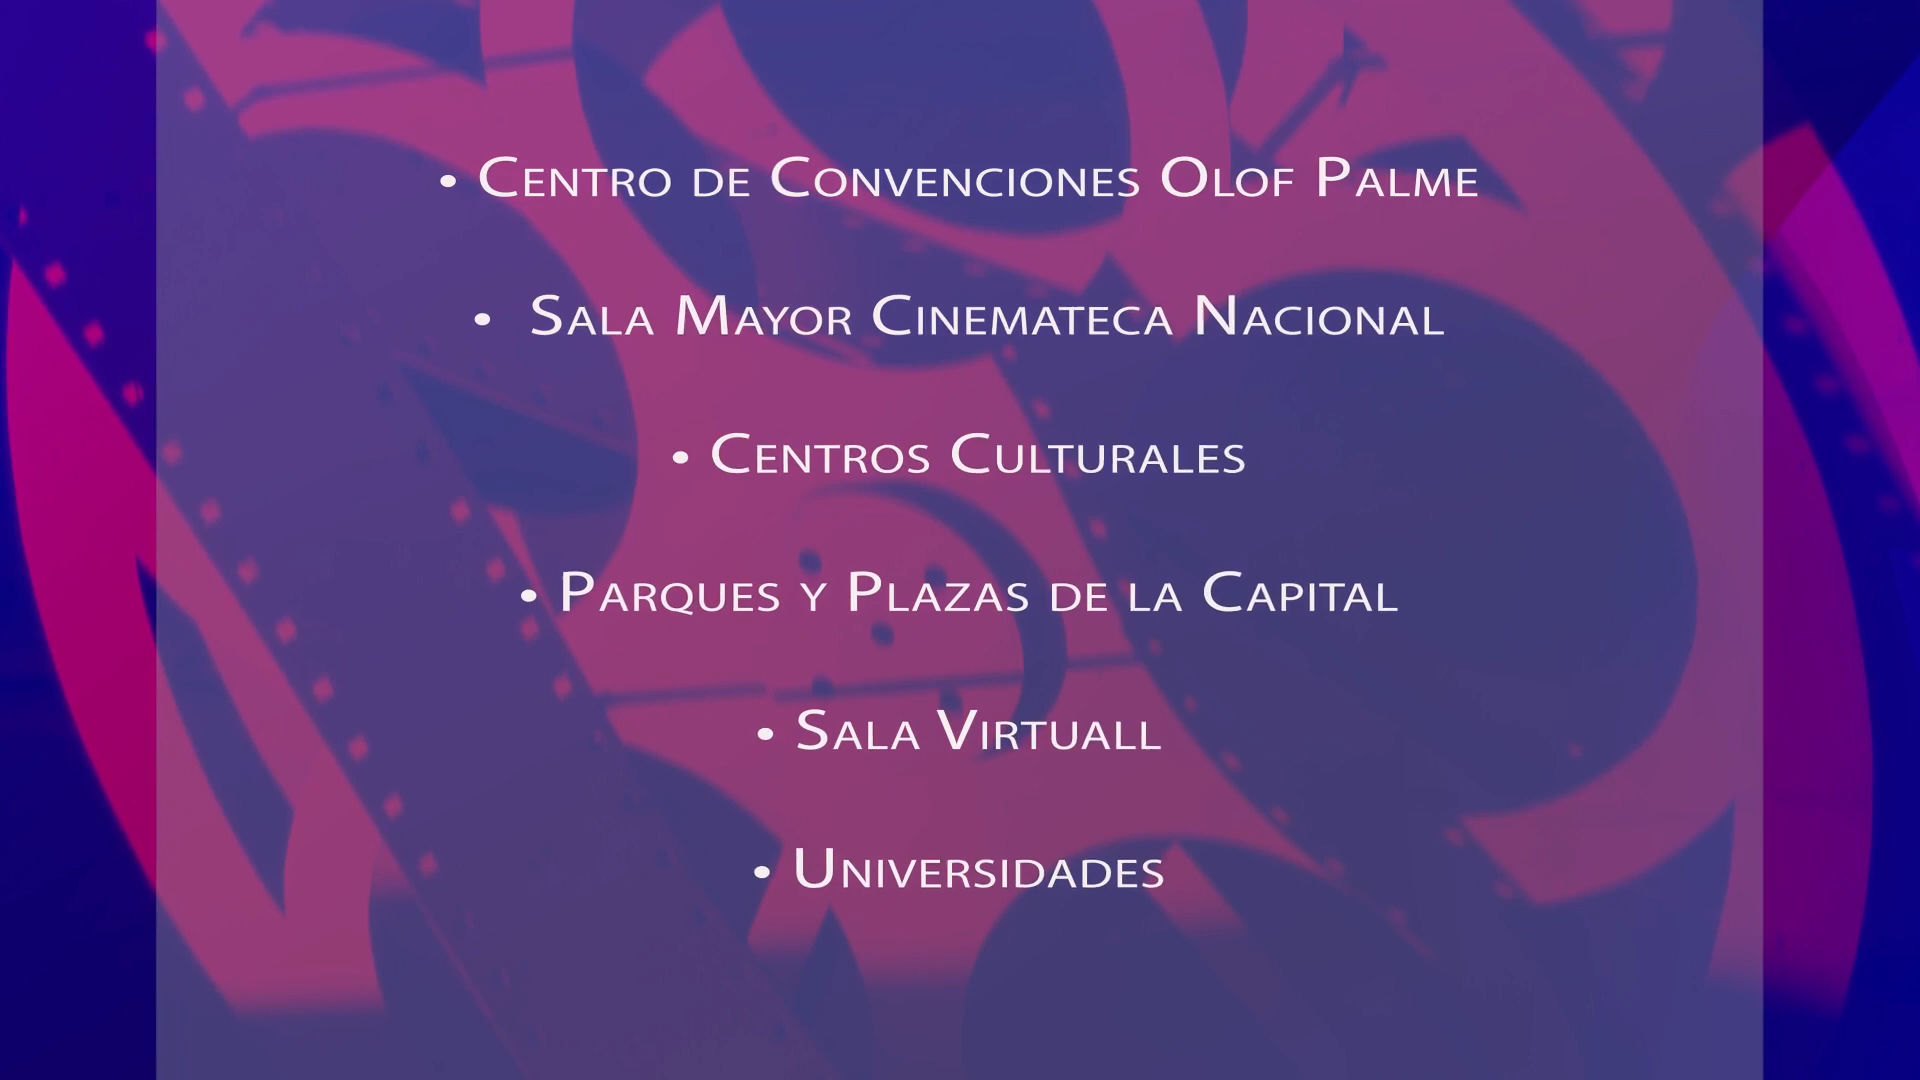 • Centro de Convenciones Olof Palme
• Sala Mayor Cinemateca Nacional
• Centros Culturales
• Parques y Plazas de la Capital
• Sala Virtuall
• Universidades